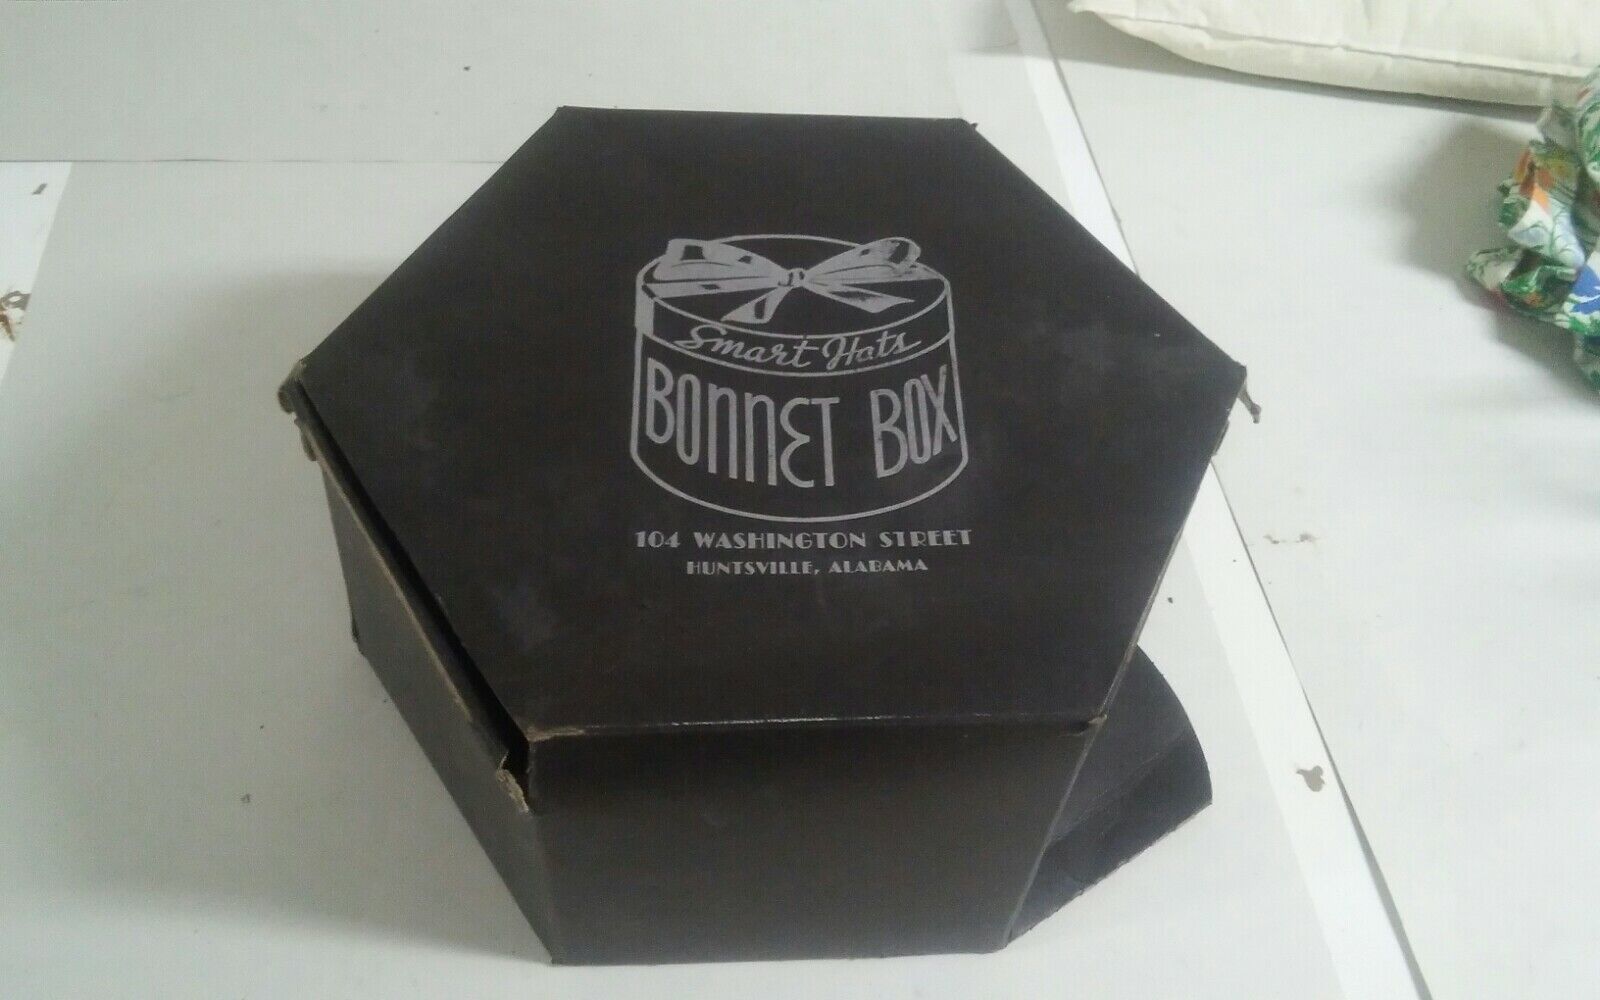 Smart Hats
BONNET BOX
104 WASHINGTON STREET
HUNTSVILLE, ALABAMA